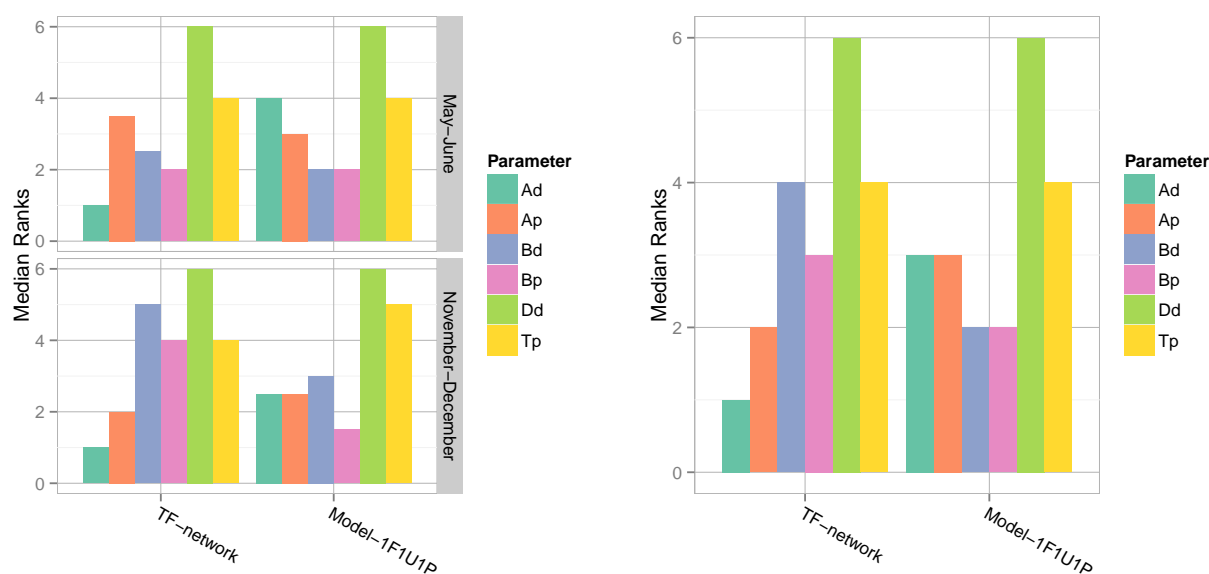 Median Ranks
6
4
2
0
May–June
6
4
2
0
November–December
TF–network
Model–1F1U1P
Parameter
Ad
Ap
Bd
Bp
Dd
Tp
Median Ranks
6
4
2
0
TF–network
Model–1F1U1P
Parameter
Ad
Ap
Bd
Bp
Dd
Tp